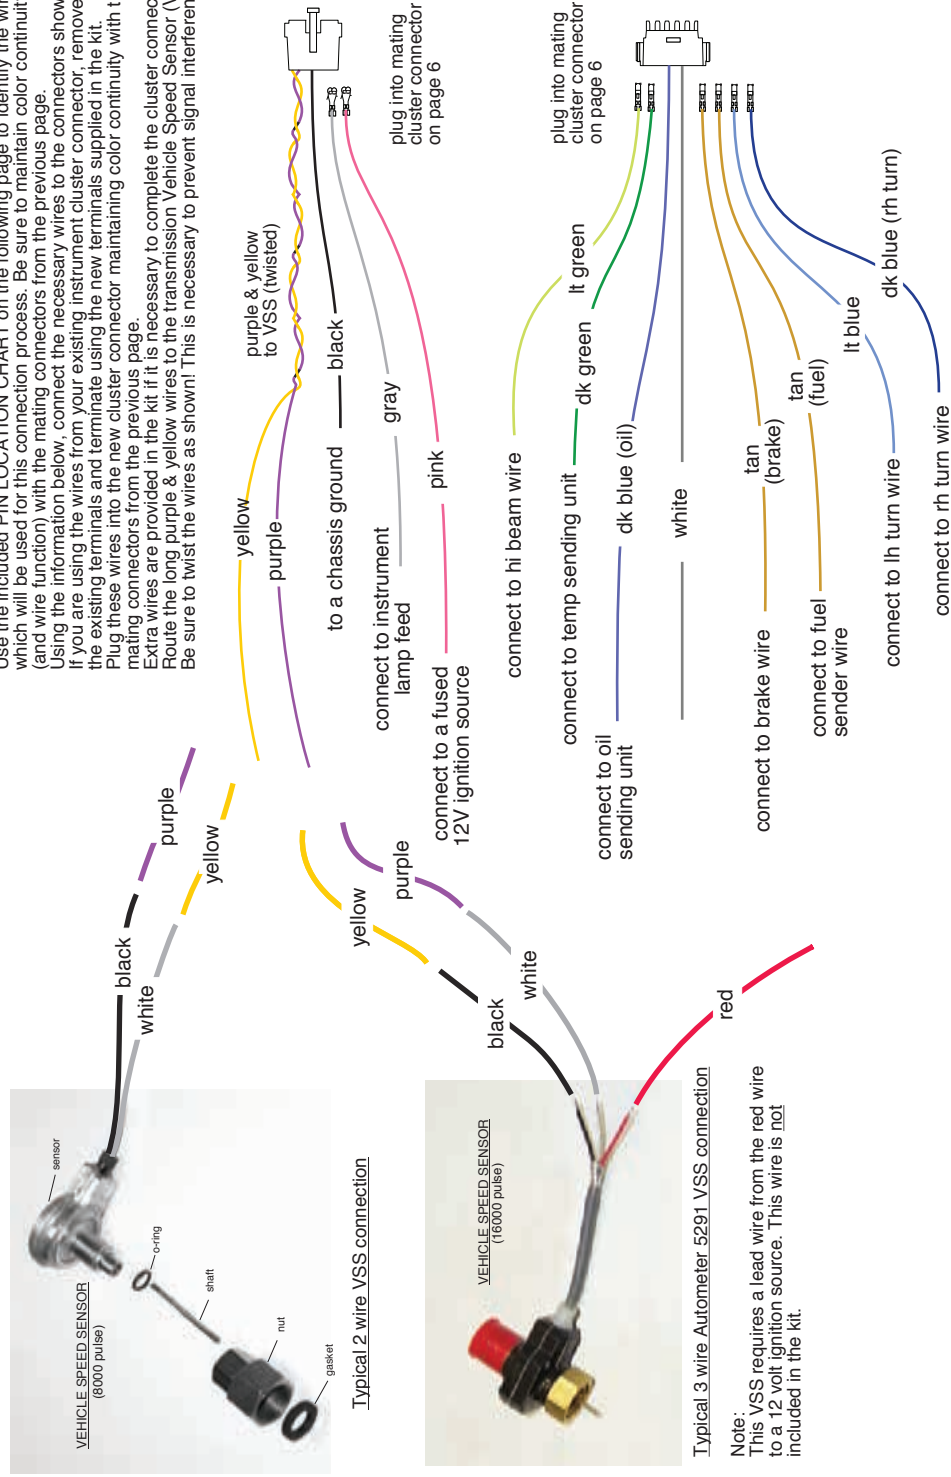 Use the included PIN LOCATION CHART on the following page to identify the
which will be used for this connection process. Be sure to maintain color
(and wire function) with the mating connectors from the previous page.
Using the information below, connect the necessary wires to the connectors
If you are using the wires from your existing instrument cluster connector, remove
the existing terminals and terminate using the new terminals supplied in the kit.
Plug these wires into the new cluster connector maintaining color continuity with
mating connectors from the previous page.
Extra wires are provided in the kit if it is necessary to complete the cluster
Route the long purple & yellow wires to the transmission Vehicle Speed Sensor
Be sure to twist the wires as shown! This is necessary to prevent signal
purple & yellow
to VSS (twisted)
yellow
purple
black
to a chassis ground
gray
connect to instrument
lamp feed
pink
connect to a fused
12V ignition source
plug into mating
cluster connector
on page 6
plug into mating
cluster connector
on page 6
lt green
connect to hi beam wire
dk green
connect to temp sending unit
dk blue (oil)
connect to oil
sending unit
white
tan
(brake)
connect to brake wire
tan
(fuel)
connect to fuel
sender wire
lt blue
connect to lh turn wire
dk blue (rh turn)
connect to rh turn wire
purple
yellow
black
white
sensor
o-ring
shaft
nut
gasket
VEHICLE SPEED SENSOR
(8000 pulse)
Typical 2 wire VSS connection
yellow
purple
black
white
red
VEHICLE SPEED SENSOR
(16000 pulse)
Typical 3 wire Autometer 5291 VSS connection
Note:
This VSS requires a lead wire from the red wire
to a 12 volt ignition source. This wire is not
included in the kit.